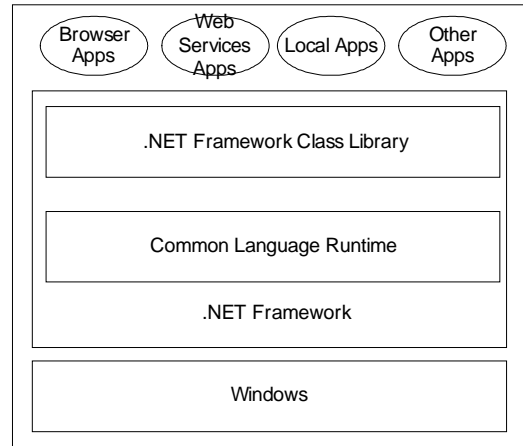 Browser
Apps
Web
Services
Apps
Local Apps
Other
Apps
.NET Framework Class Library
Common Language Runtime
.NET Framework
Windows